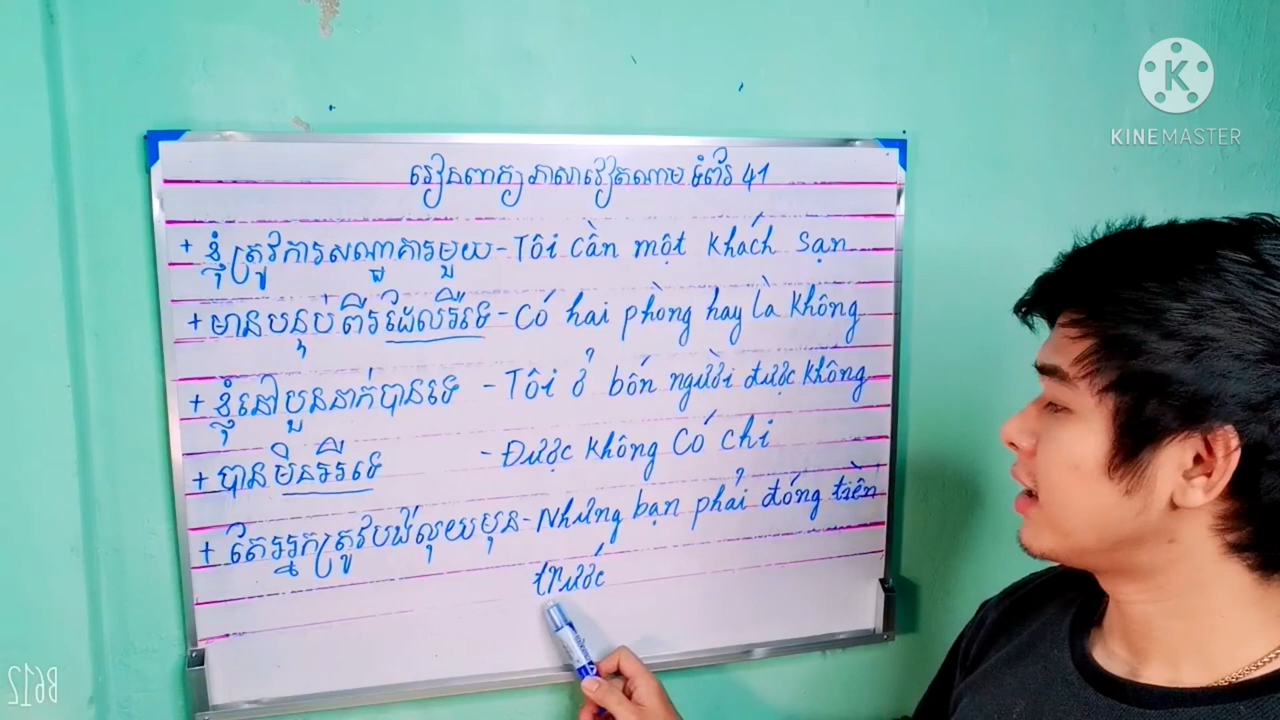 KINEMASTER
រៀនពាក្យភាសាវៀតណាម ទំព័រ 41
+ ខ្ញុំត្រូវការសណ្ឋាគារមួយ - Tôi cần một khách sạn
+ មានបន្ទប់ពីរដែលរឺទេ - Có hai phòng hay là không
+ ខ្ញុំនៅបួននាក់បានទេ - Tôi ở bốn người được không
+ បានមិនអីទេ - Được không có chi
+ តែអ្នកត្រូវបង់លុយមុន - Nhưng bạn phải đóng tiền
trước
B612